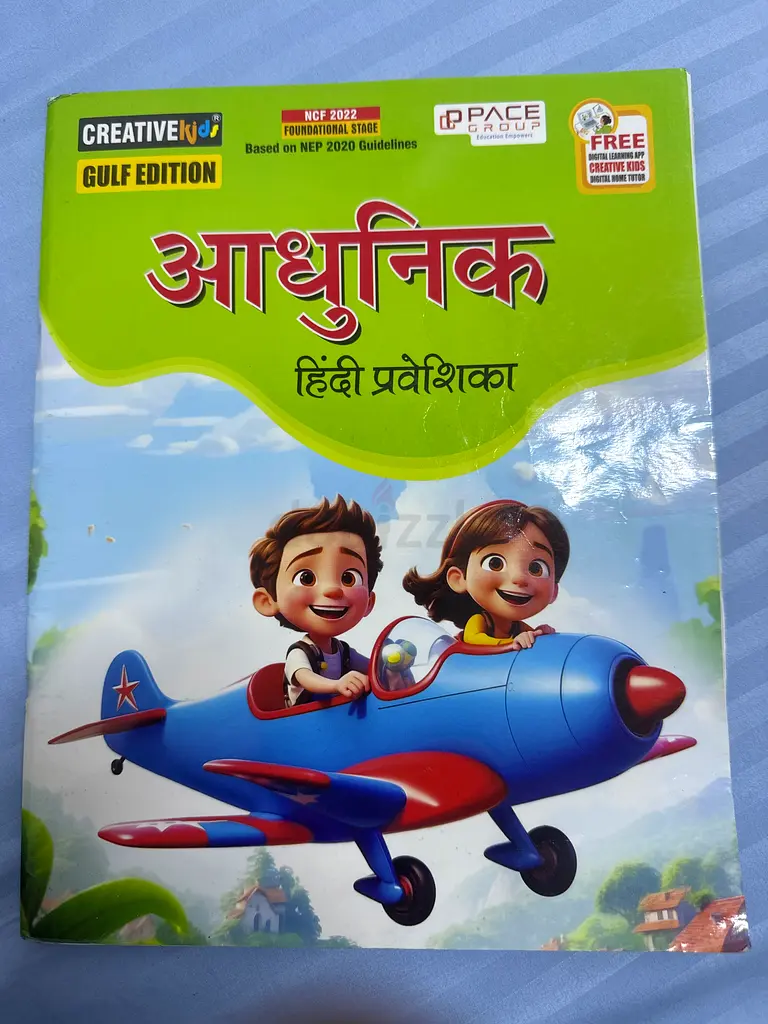 CREATIVE kids®
GULF EDITION
NCF 2022
FOUNDATIONAL STAGE
Based on NEP 2020 Guidelines
PACE
GROUP
Education Empowers
FREE
DIGITAL LEARNING APP
CREATIVE KIDS
DIGITAL HOME TUTOR
आधुनिक
हिंदी प्रवेशिका